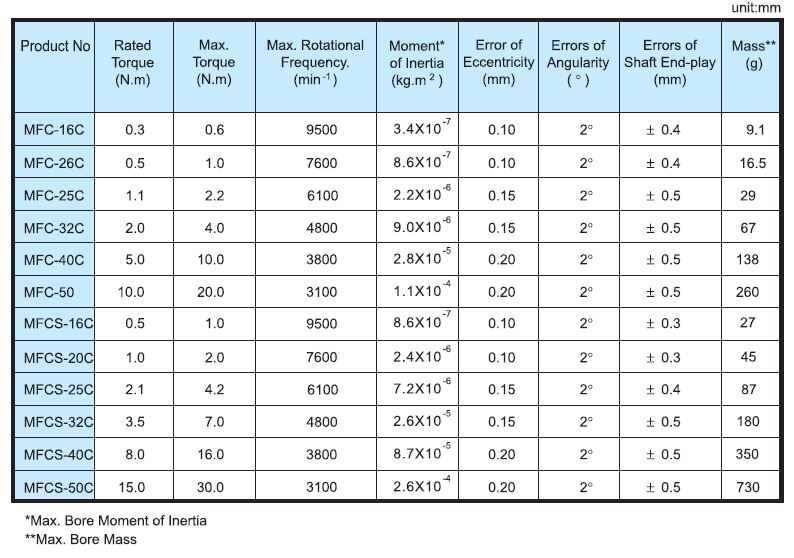 unit:mm
Product No Rated Torque (N.m) Max. Torque (N.m) Max. Rotational Frequency. (min⁻¹) Moment* of Inertia (kg.m²) Error of Eccentricity (mm) Errors of Angularity (°) Errors of Shaft End-play (mm) Mass** (g)
MFC-16C 0.3 0.6 9500 3.4X10⁻⁷ 0.10 2° ± 0.4 9.1
MFC-26C 0.5 1.0 7600 8.6X10⁻⁷ 0.10 2° ± 0.4 16.5
MFC-25C 1.1 2.2 6100 2.2X10⁻⁶ 0.15 2° ± 0.5 29
MFC-32C 2.0 4.0 4800 9.0X10⁻⁶ 0.15 2° ± 0.5 67
MFC-40C 5.0 10.0 3800 2.8X10⁻⁵ 0.20 2° ± 0.5 138
MFC-50 10.0 20.0 3100 1.1X10⁻⁴ 0.20 2° ± 0.5 260
MFCS-16C 0.5 1.0 9500 8.6X10⁻⁷ 0.10 2° ± 0.3 27
MFCS-20C 1.0 2.0 7600 2.4X10⁻⁶ 0.10 2° ± 0.3 45
MFCS-25C 2.1 4.2 6100 7.2X10⁻⁶ 0.15 2° ± 0.4 87
MFCS-32C 3.5 7.0 4800 2.6X10⁻⁵ 0.15 2° ± 0.5 180
MFCS-40C 8.0 16.0 3800 8.7X10⁻⁵ 0.20 2° ± 0.5 350
MFCS-50C 15.0 30.0 3100 2.6X10⁻⁴ 0.20 2° ± 0.5 730
*Max. Bore Moment of Inertia
**Max. Bore Mass